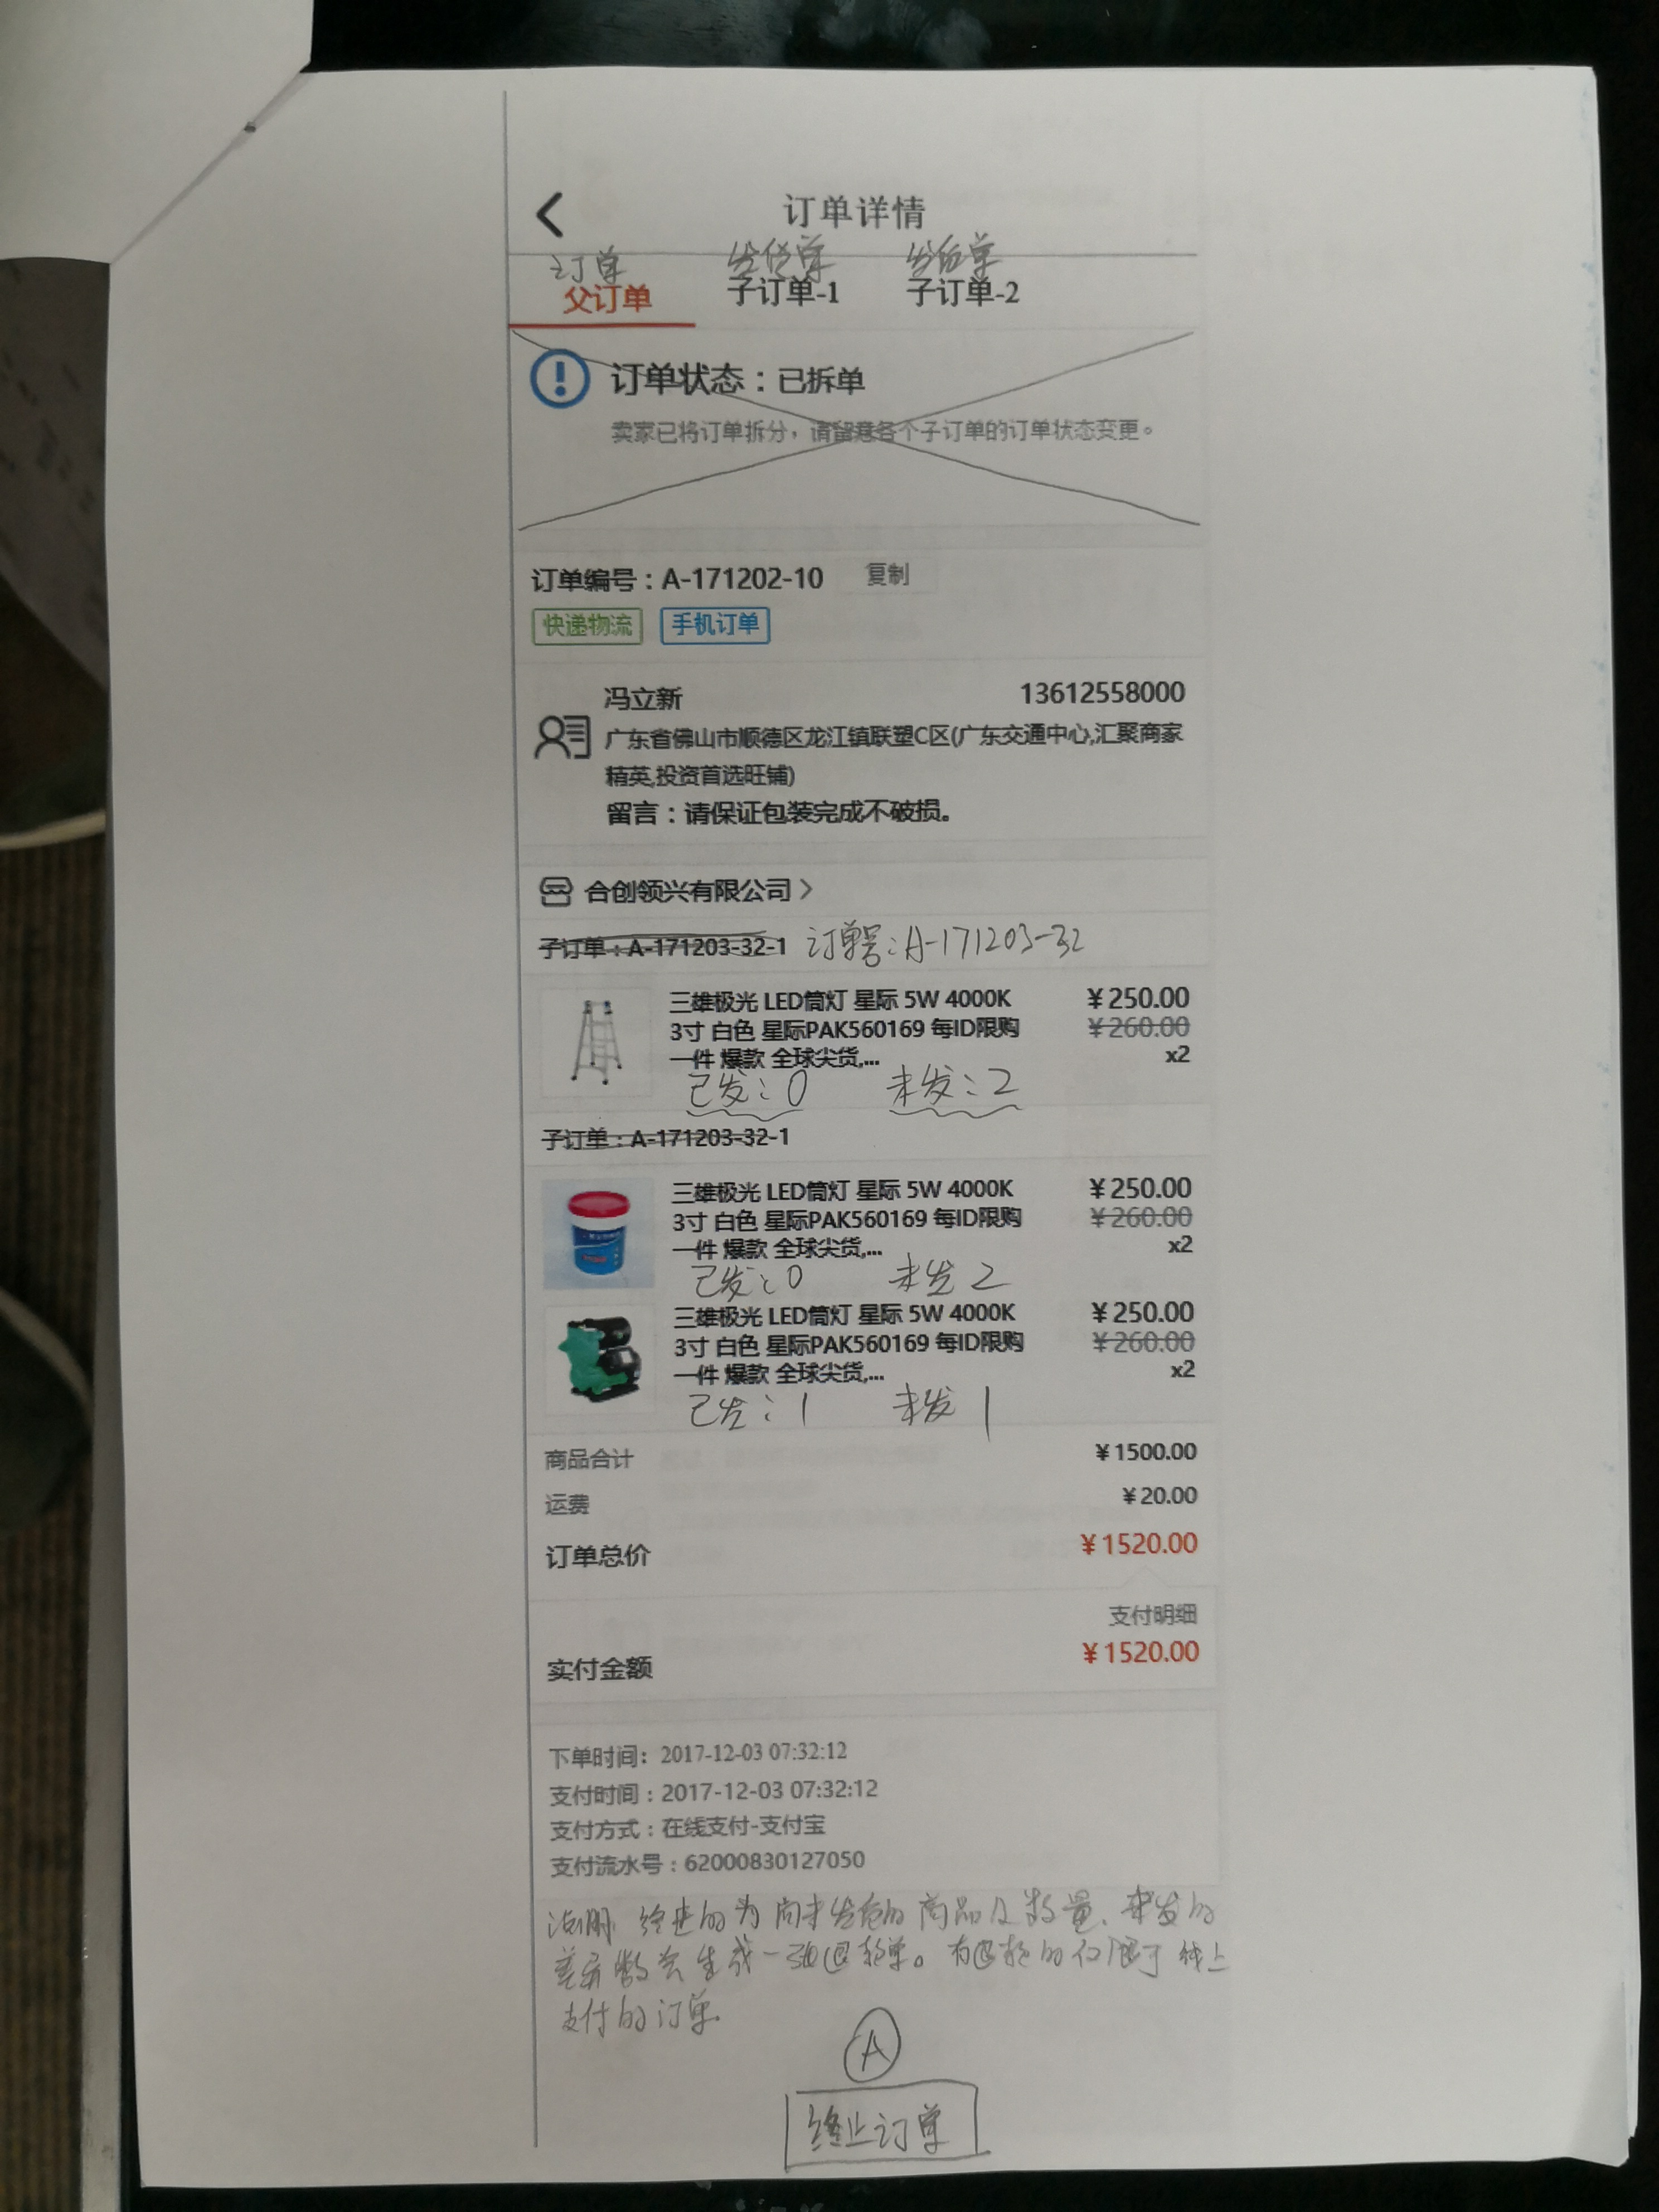 订单详情
订单 发货单 发货单
父订单 子订单-1 子订单-2
订单状态：已拆单
卖家已将订单拆分，请留意各个子订单的订单状态变更。
订单编号：A-171202-10 复制
快递物流 手机订单
冯立新 13612558000
广东省佛山市顺德区龙江镇联塑C区(广东交通中心,汇聚商家
精英,投资首选旺铺)
留言：请保证包装完成不破损。
合创领兴有限公司
子订单：A-171203-32-1 订单号：A-171203-32
三雄极光 LED筒灯 星际 5W 4000K ¥250.00
3寸 白色 星际PAK560169 每ID限购 ¥260.00
一件 爆款 全球尖货,... x2
已发：0 未发：2
子订单：A-171203-32-1
三雄极光 LED筒灯 星际 5W 4000K ¥250.00
3寸 白色 星际PAK560169 每ID限购 ¥260.00
一件 爆款 全球尖货,... x2
已发：0 未发 2
三雄极光 LED筒灯 星际 5W 4000K ¥250.00
3寸 白色 星际PAK560169 每ID限购 ¥260.00
一件 爆款 全球尖货,... x2
已发：1 未发 1
商品合计 ¥1500.00
运费 ¥20.00
订单总价 ¥1520.00
支付明细
实付金额 ¥1520.00
下单时间：2017-12-03 07:32:12
支付时间：2017-12-03 07:32:12
支付方式：在线支付-支付宝
支付流水号：62000830127050
终止的为尚未发货的商品及数量、未发的
差异数会生成一张退款单。有退款的仅限于线上
支付的订单.
A
终止订单